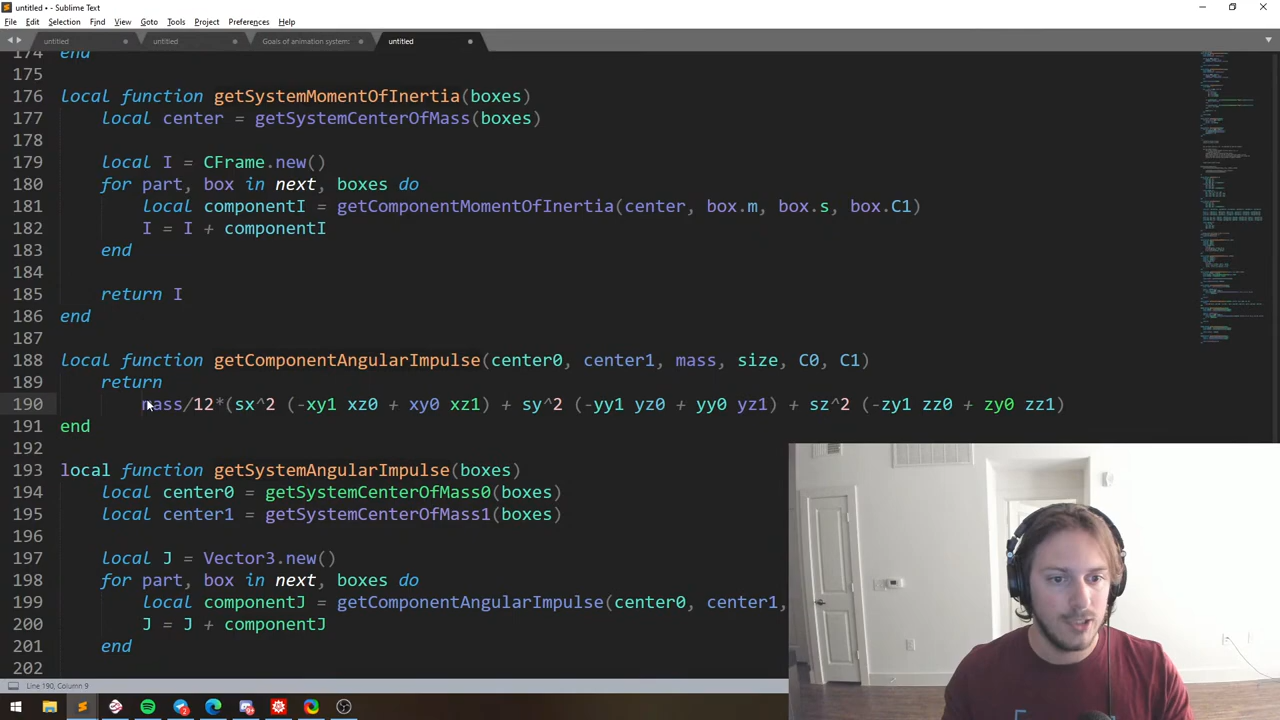 untitled • - Sublime Text
File Edit Selection Find View Goto Tools Project Preferences Help
untitled untitled Goals of animation system: untitled
174 end
175
176 local function getSystemMomentOfInertia(boxes)
177 local center = getSystemCenterOfMass(boxes)
178
179 local I = CFrame.new()
180 for part, box in next, boxes do
181 local componentI = getComponentMomentOfInertia(center, box.m, box.s, box.C1)
182 I = I + componentI
183 end
184
185 return I
186 end
187
188 local function getComponentAngularImpulse(center0, center1, mass, size, C0, C1)
189 return
190 mass/12*(sx^2 (-xy1 xz0 + xy0 xz1) + sy^2 (-yy1 yz0 + yy0 yz1) + sz^2 (-zy1 zz0 + zy0 zz1)
191 end
192
193 local function getSystemAngularImpulse(boxes)
194 local center0 = getSystemCenterOfMass0(boxes)
195 local center1 = getSystemCenterOfMass1(boxes)
196
197 local J = Vector3.new()
198 for part, box in next, boxes do
199 local componentJ = getComponentAngularImpulse(center0, center1,
200 J = J + componentJ
201 end
202
Line 190, Column 9